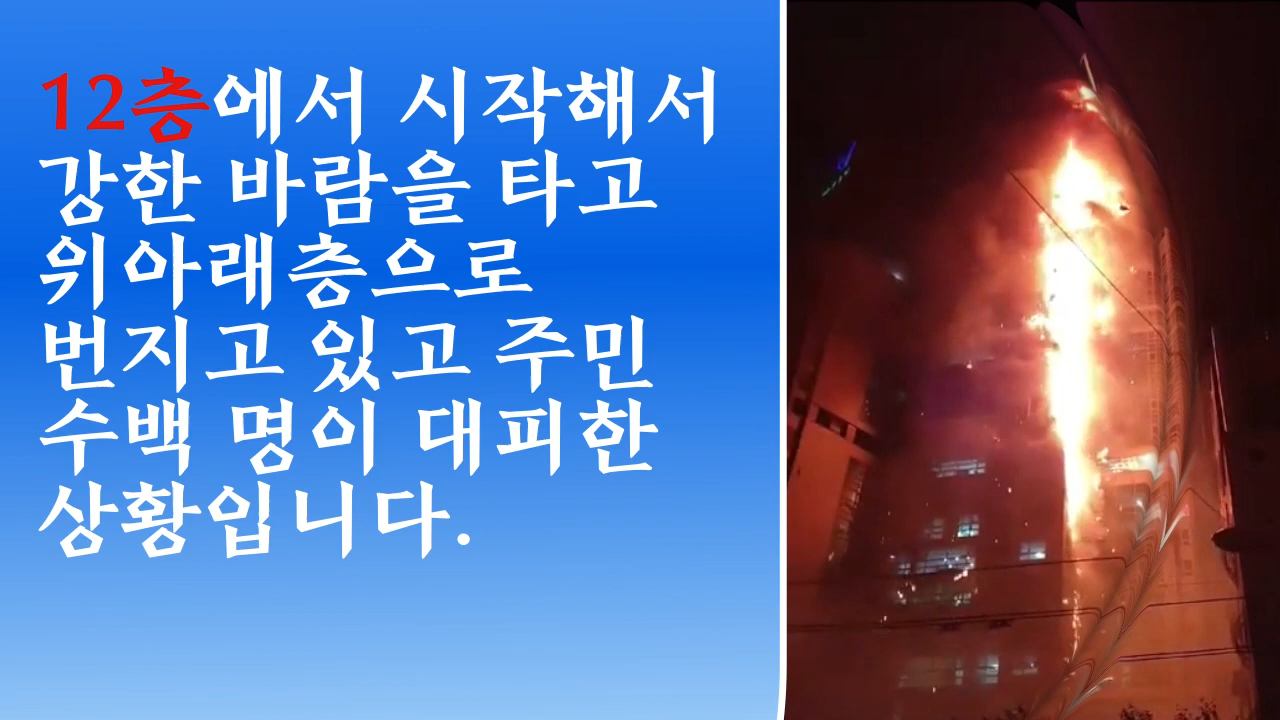 12층에서 시작해서
강한 바람을 타고
위아래층으로
번지고 있고 주민
수백 명이 대피한
상황입니다.